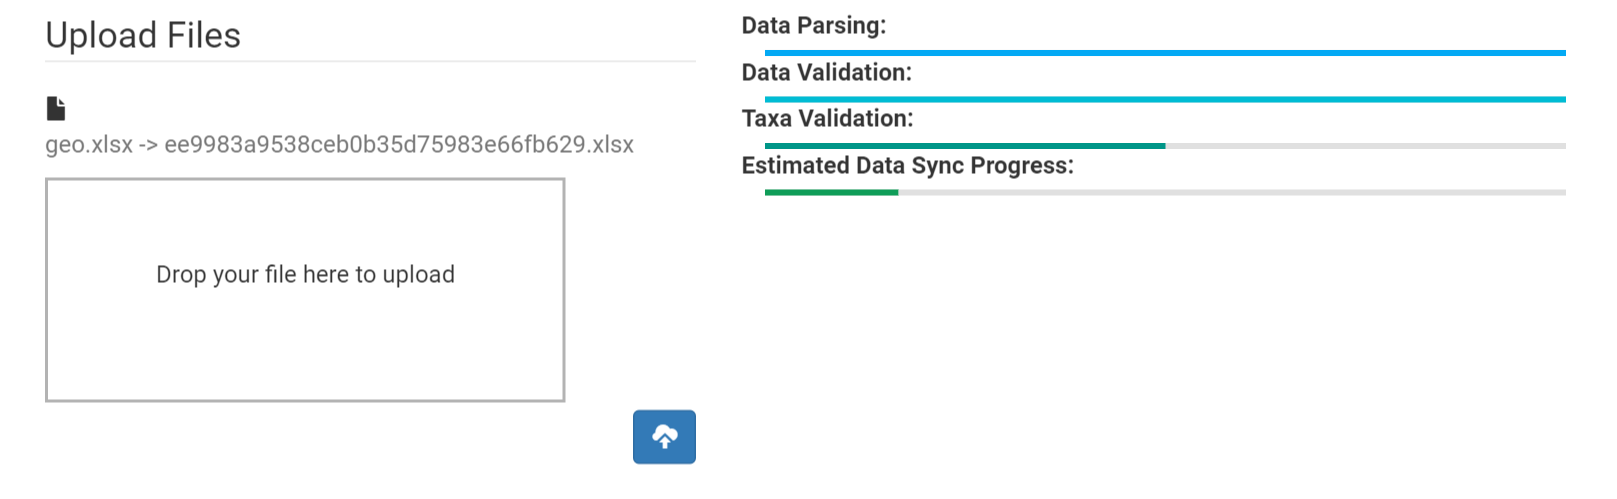 Upload Files
geo.xlsx -> ee9983a9538ceb0b35d75983e66fb629.xlsx
Drop your file here to upload
Data Parsing:
Data Validation:
Taxa Validation:
Estimated Data Sync Progress: